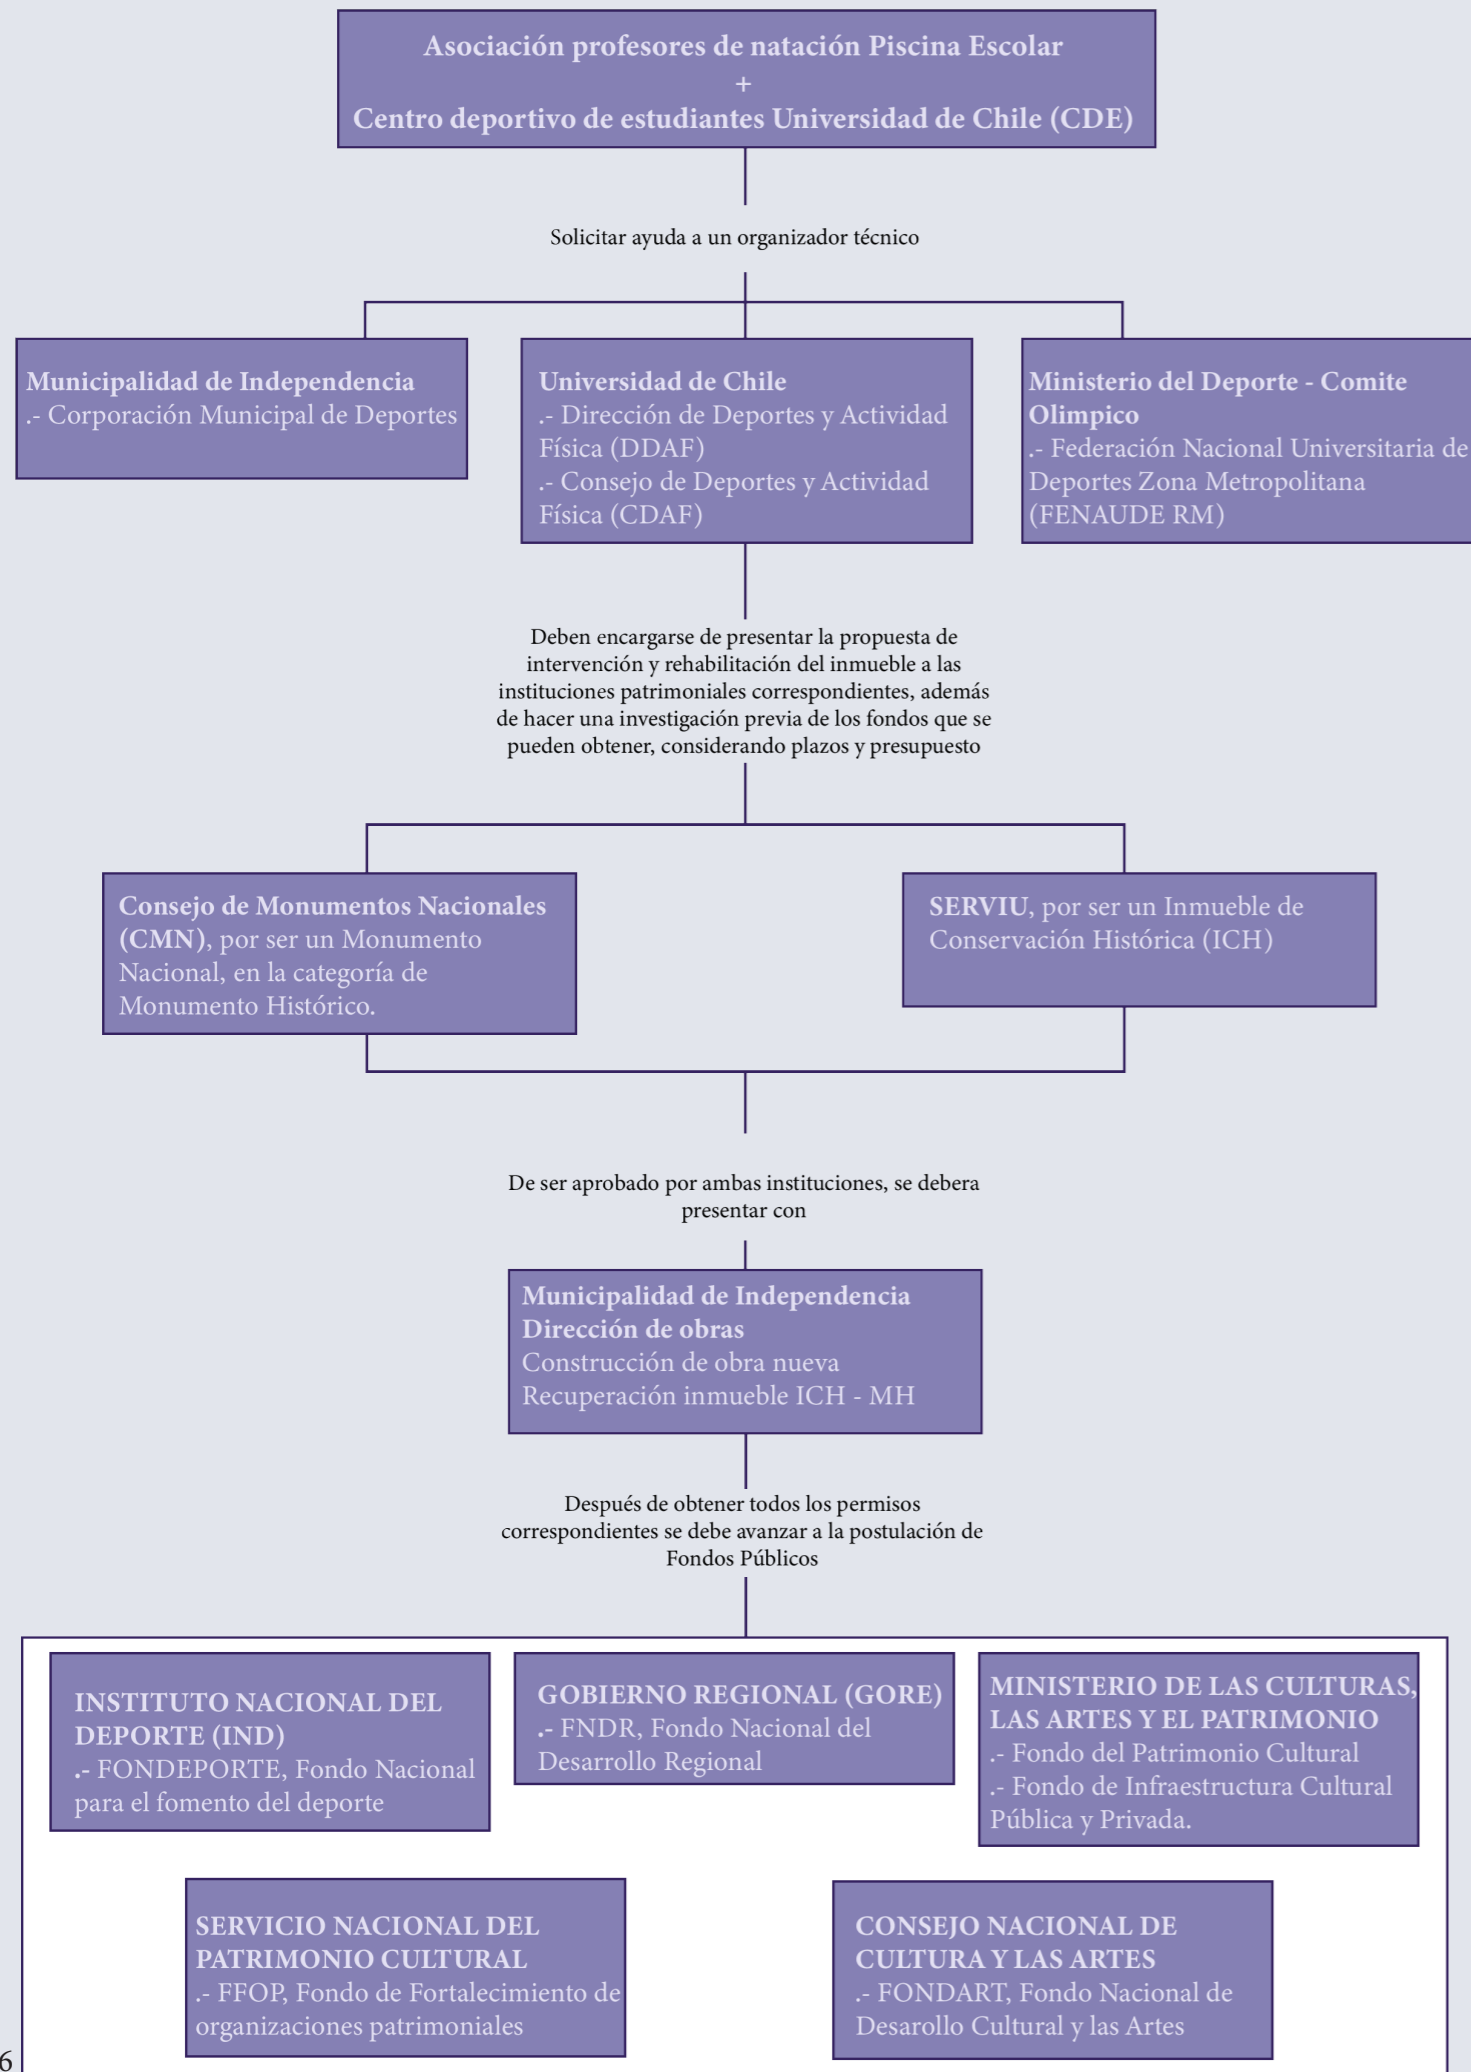 Asociación profesores de natación Piscina Escolar
+
Centro deportivo de estudiantes Universidad de Chile (CDE)
Solicitar ayuda a un organizador técnico
Municipalidad de Independencia
.- Corporación Municipal de Deportes
Universidad de Chile
.- Dirección de Deportes y Actividad
Física (DDAF)
.- Consejo de Deportes y Actividad
Física (CDAF)
Ministerio del Deporte - Comite
Olimpico
.- Federación Nacional Universitaria de
Deportes Zona Metropolitana
(FENAUDE RM)
Deben encargarse de presentar la propuesta de
intervención y rehabilitación del inmueble a las
instituciones patrimoniales correspondientes, además
de hacer una investigación previa de los fondos que se
pueden obtener, considerando plazos y presupuesto
Consejo de Monumentos Nacionales
(CMN), por ser un Monumento
Nacional, en la categoría de
Monumento Histórico.
SERVIU, por ser un Inmueble de
Conservación Histórica (ICH)
De ser aprobado por ambas instituciones, se debera
presentar con
Municipalidad de Independencia
Dirección de obras
Construcción de obra nueva
Recuperación inmueble ICH - MH
Después de obtener todos los permisos
correspondientes se debe avanzar a la postulación de
Fondos Públicos
INSTITUTO NACIONAL DEL
DEPORTE (IND)
.- FONDEPORTE, Fondo Nacional
para el fomento del deporte
GOBIERNO REGIONAL (GORE)
.- FNDR, Fondo Nacional del
Desarrollo Regional
MINISTERIO DE LAS CULTURAS,
LAS ARTES Y EL PATRIMONIO
.- Fondo del Patrimonio Cultural
.- Fondo de Infraestructura Cultural
Pública y Privada.
SERVICIO NACIONAL DEL
PATRIMONIO CULTURAL
.- FFOP, Fondo de Fortalecimiento de
organizaciones patrimoniales
CONSEJO NACIONAL DE
CULTURA Y LAS ARTES
.- FONDART, Fondo Nacional de
Desarollo Cultural y las Artes
6